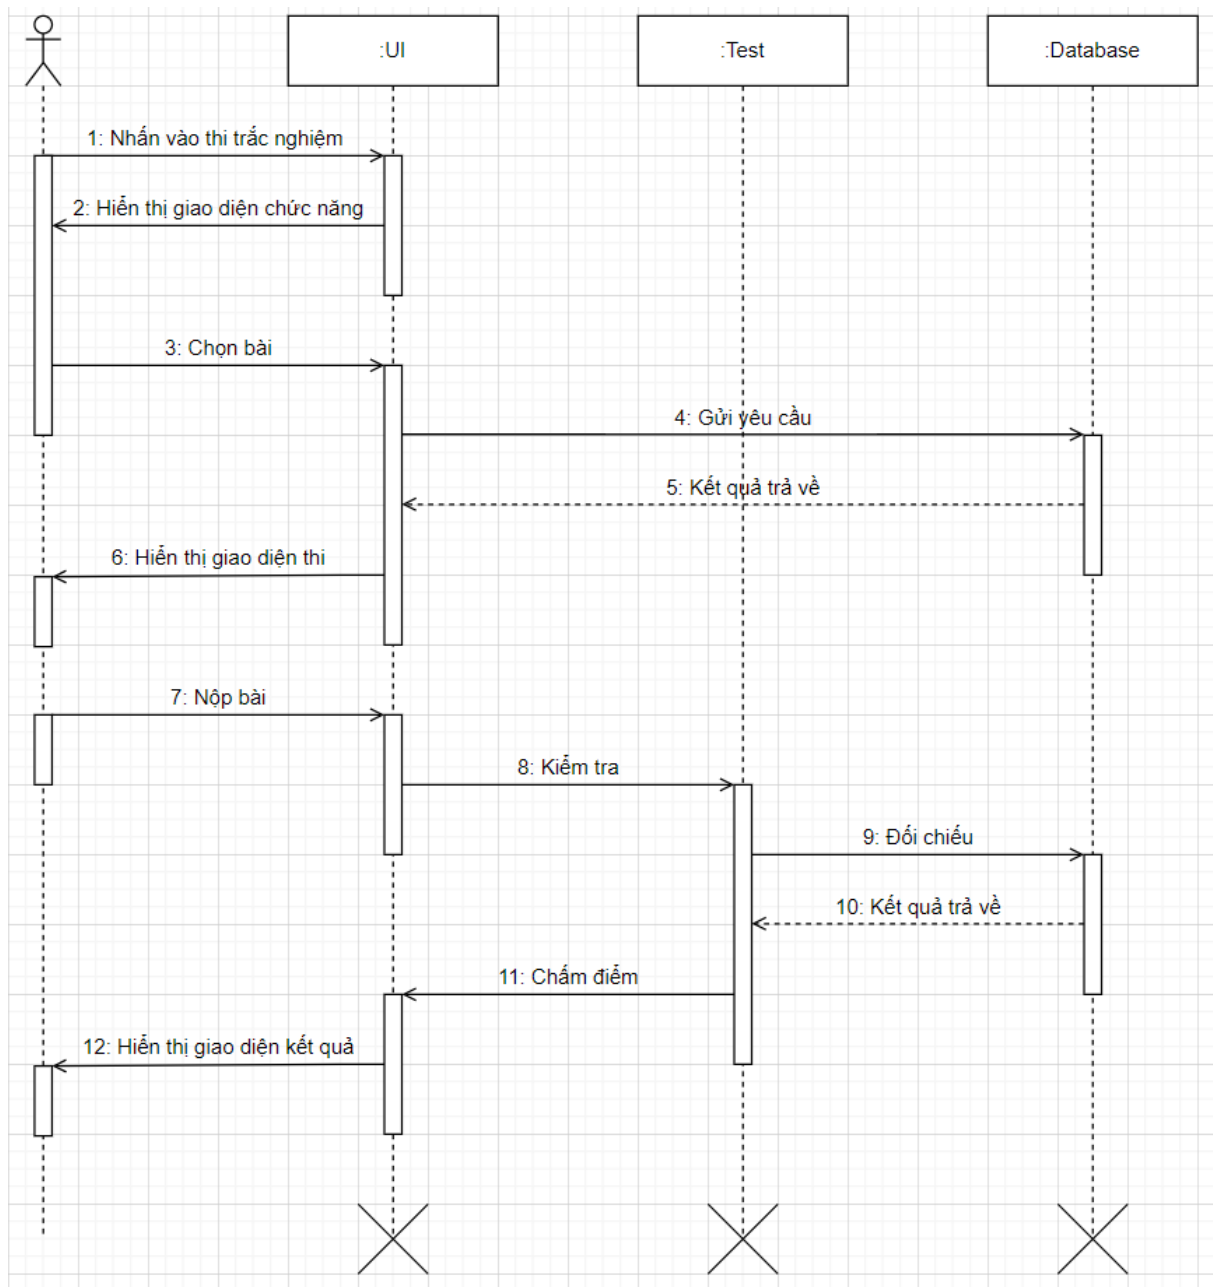 :UI
:Test
:Database
1: Nhấn vào thi trắc nghiệm
2: Hiển thị giao diện chức năng
3: Chọn bài
4: Gửi yêu cầu
5: Kết quả trả về
6: Hiển thị giao diện thi
7: Nộp bài
8: Kiểm tra
9: Đối chiếu
10: Kết quả trả về
11: Chấm điểm
12: Hiển thị giao diện kết quả